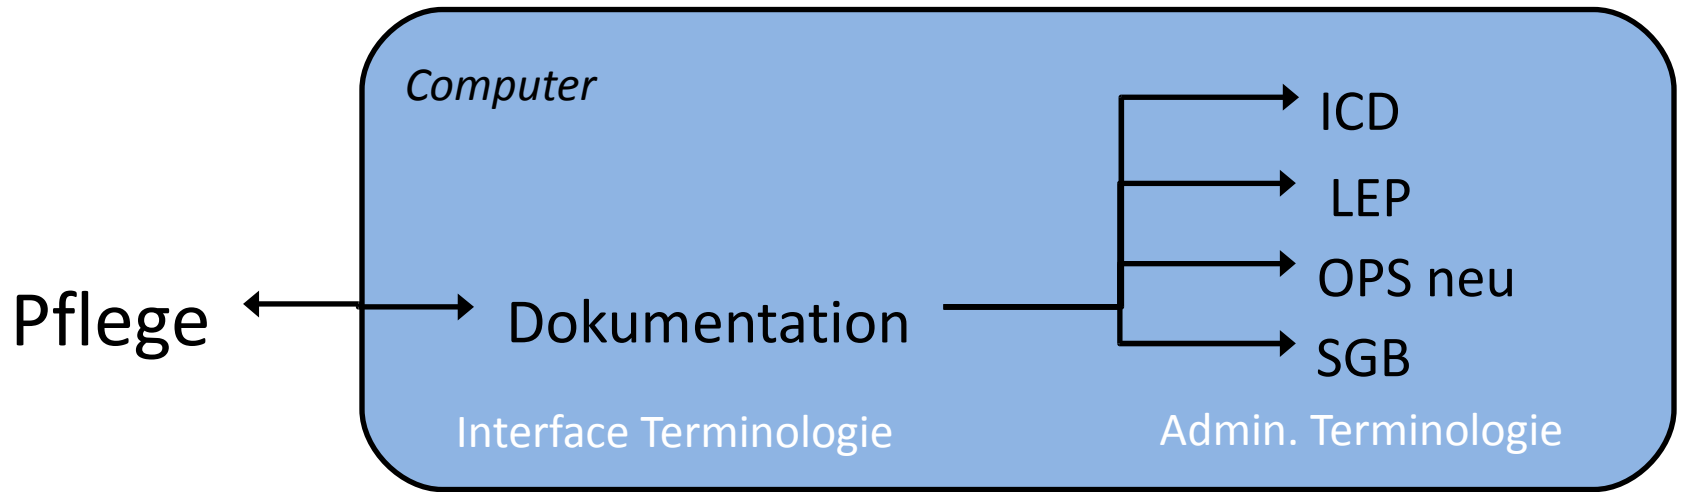 Computer
ICD
LEP
OPS neu
SGB
Pflege
Dokumentation
Interface Terminologie
Admin. Terminologie